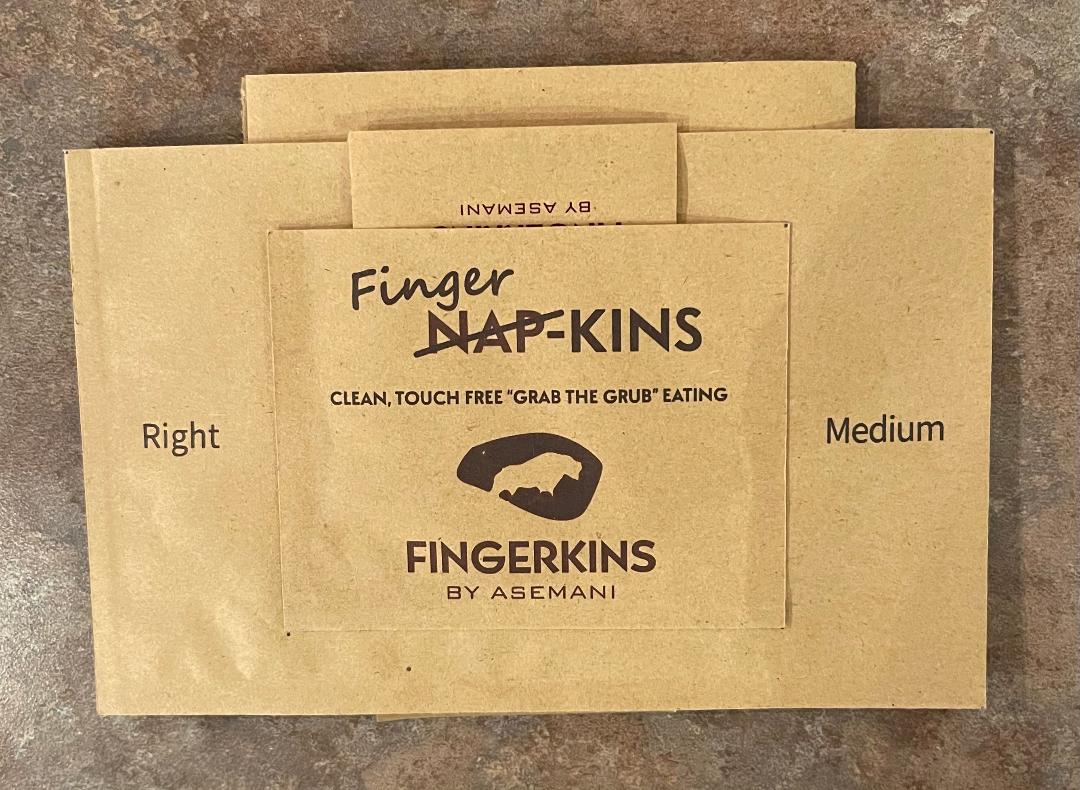 BY ASEMANI
Finger
NAP-KINS
CLEAN, TOUCH FREE “GRAB THE GRUB” EATING
Right
Medium
FINGERKINS
BY ASEMANI